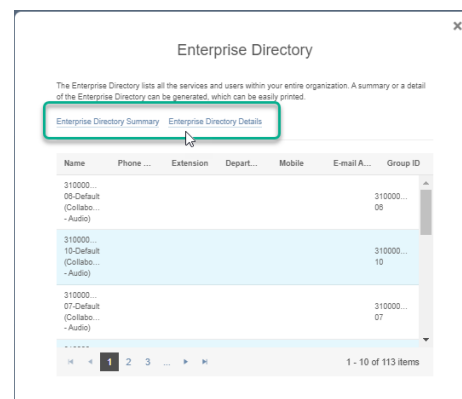 Enterprise Directory
The Enterprise Directory lists all the services and users within your entire organization. A summary or a detail
of the Enterprise Directory can be generated, which can be easily printed.
Enterprise Directory Summary Enterprise Directory Details
Name Phone ... Extension Depart... Mobile E-mail A... Group ID
310000...
06-Default
(Collabo...
- Audio)
310000...
06
310000...
10-Default
(Collabo...
- Audio)
310000...
10
310000...
07-Default
(Collabo...
- Audio)
310000...
07
1 2 3 ... 1 - 10 of 113 items